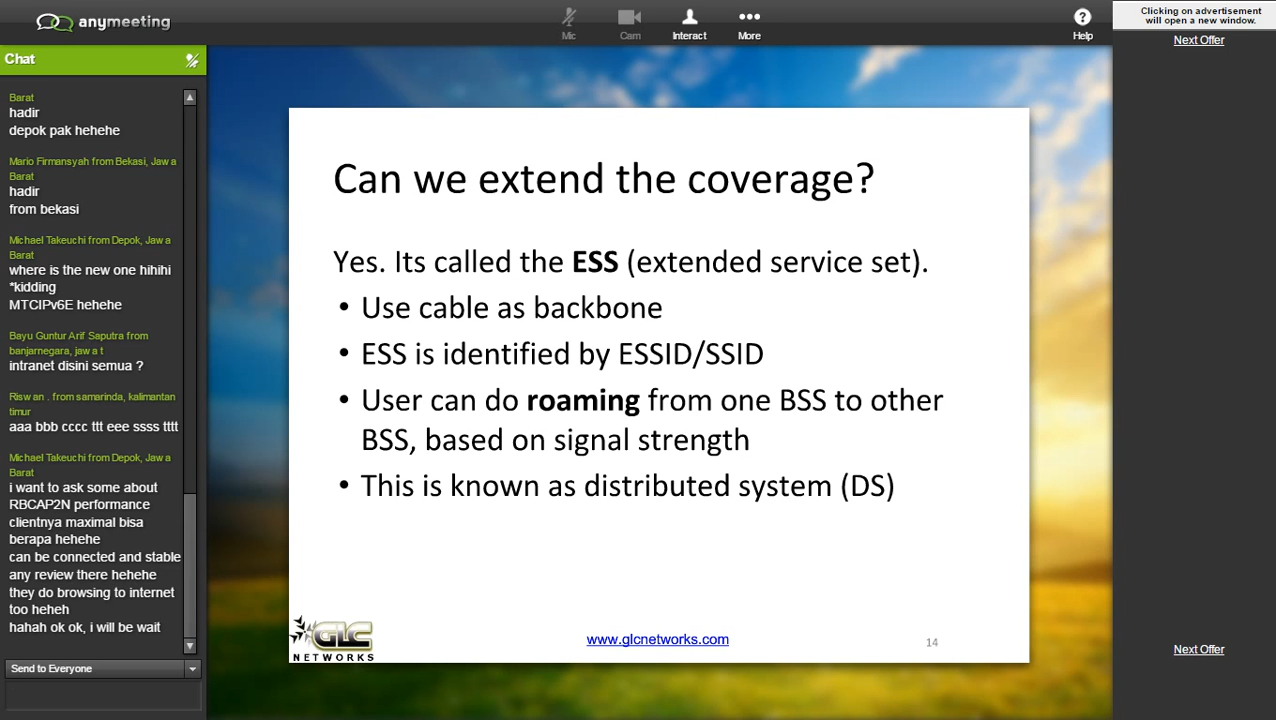 anymeeting
Mic
Cam
Interact
More
Help
Clicking on advertisement
will open a new window.
Next Offer
Chat
Barat
hadir
depok pak hehehe
Mario Firmansyah from Bekasi, Jawa
Barat
hadir
from bekasi
Michael Takeuchi from Depok, Jawa
Barat
where is the new one hihihi
*kidding
MTCIPv6E hehehe
Bayu Guntur Arif Saputra from
banjarnegara, jawa t
intranet disini semua ?
Riswan . from samarinda, kalimantan
timur
aaa bbb cccc ttt eee ssss tttt
Michael Takeuchi from Depok, Jawa
Barat
i want to ask some about
RBCAP2N performance
clientnya maximal bisa
berapa hehehe
can be connected and stable
any review there hehehe
they do browsing to internet
too heheh
hahah ok ok, i will be wait
Send to Everyone
Can we extend the coverage?
Yes. Its called the ESS (extended service set).
• Use cable as backbone
• ESS is identified by ESSID/SSID
• User can do roaming from one BSS to other
BSS, based on signal strength
• This is known as distributed system (DS)
GLC
NETWORKS
www.glcnetworks.com
14
Next Offer